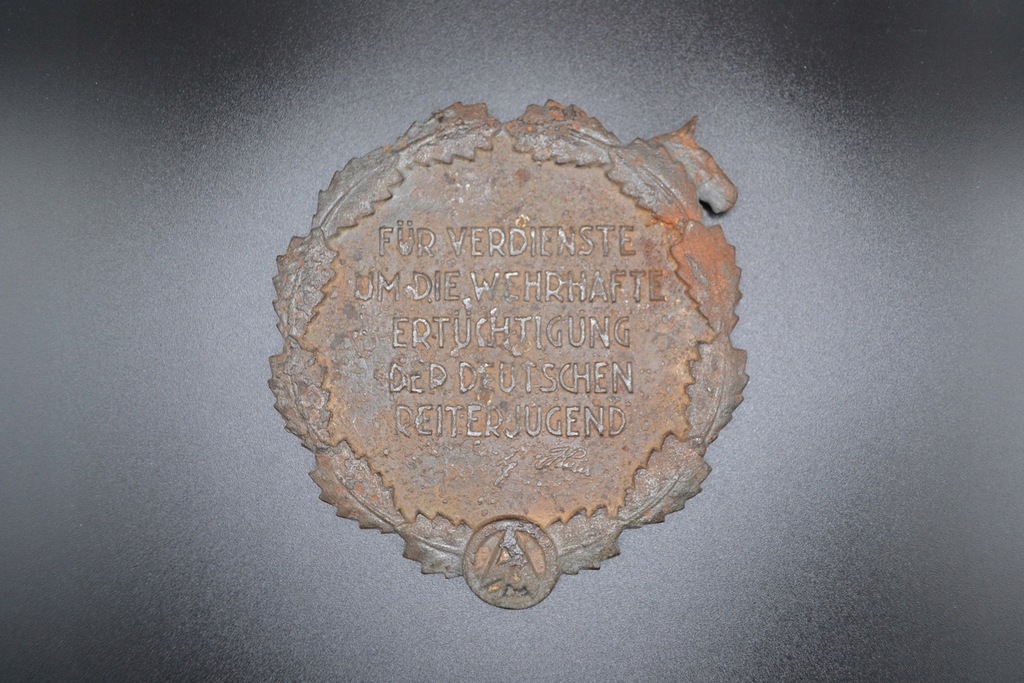 FÜR VERDIENSTE
UM DIE WEHRHAFTE
ERTÜCHTIGUNG
DER DEUTSCHEN
REITERJUGEND